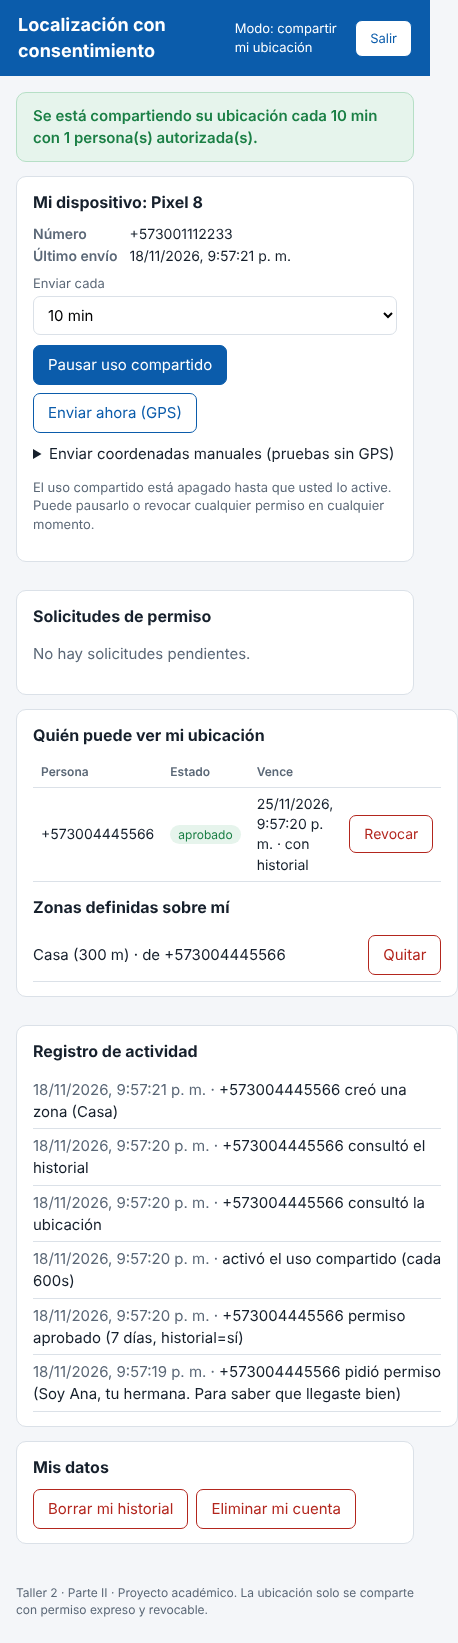 Localización con
consentimiento
Modo: compartir
mi ubicación
Salir
Se está compartiendo su ubicación cada 10 min
con 1 persona(s) autorizada(s).
Mi dispositivo: Pixel 8
Número +573001112233
Último envío 18/11/2026, 9:57:21 p. m.
Enviar cada
10 min
Pausar uso compartido
Enviar ahora (GPS)
Enviar coordenadas manuales (pruebas sin GPS)
El uso compartido está apagado hasta que usted lo active.
Puede pausarlo o revocar cualquier permiso en cualquier
momento.
Solicitudes de permiso
No hay solicitudes pendientes.
Quién puede ver mi ubicación
Persona Estado Vence
+573004445566 aprobado 25/11/2026,
9:57:20 p.
m. · con
historial
Revocar
Zonas definidas sobre mí
Casa (300 m) · de +573004445566 Quitar
Registro de actividad
18/11/2026, 9:57:21 p. m. · +573004445566 creó una
zona (Casa)
18/11/2026, 9:57:20 p. m. · +573004445566 consultó el
historial
18/11/2026, 9:57:20 p. m. · +573004445566 consultó la
ubicación
18/11/2026, 9:57:20 p. m. · activó el uso compartido (cada
600s)
18/11/2026, 9:57:20 p. m. · +573004445566 permiso
aprobado (7 días, historial=sí)
18/11/2026, 9:57:19 p. m. · +573004445566 pidió permiso
(Soy Ana, tu hermana. Para saber que llegaste bien)
Mis datos
Borrar mi historial Eliminar mi cuenta
Taller 2 · Parte II · Proyecto académico. La ubicación solo se comparte
con permiso expreso y revocable.